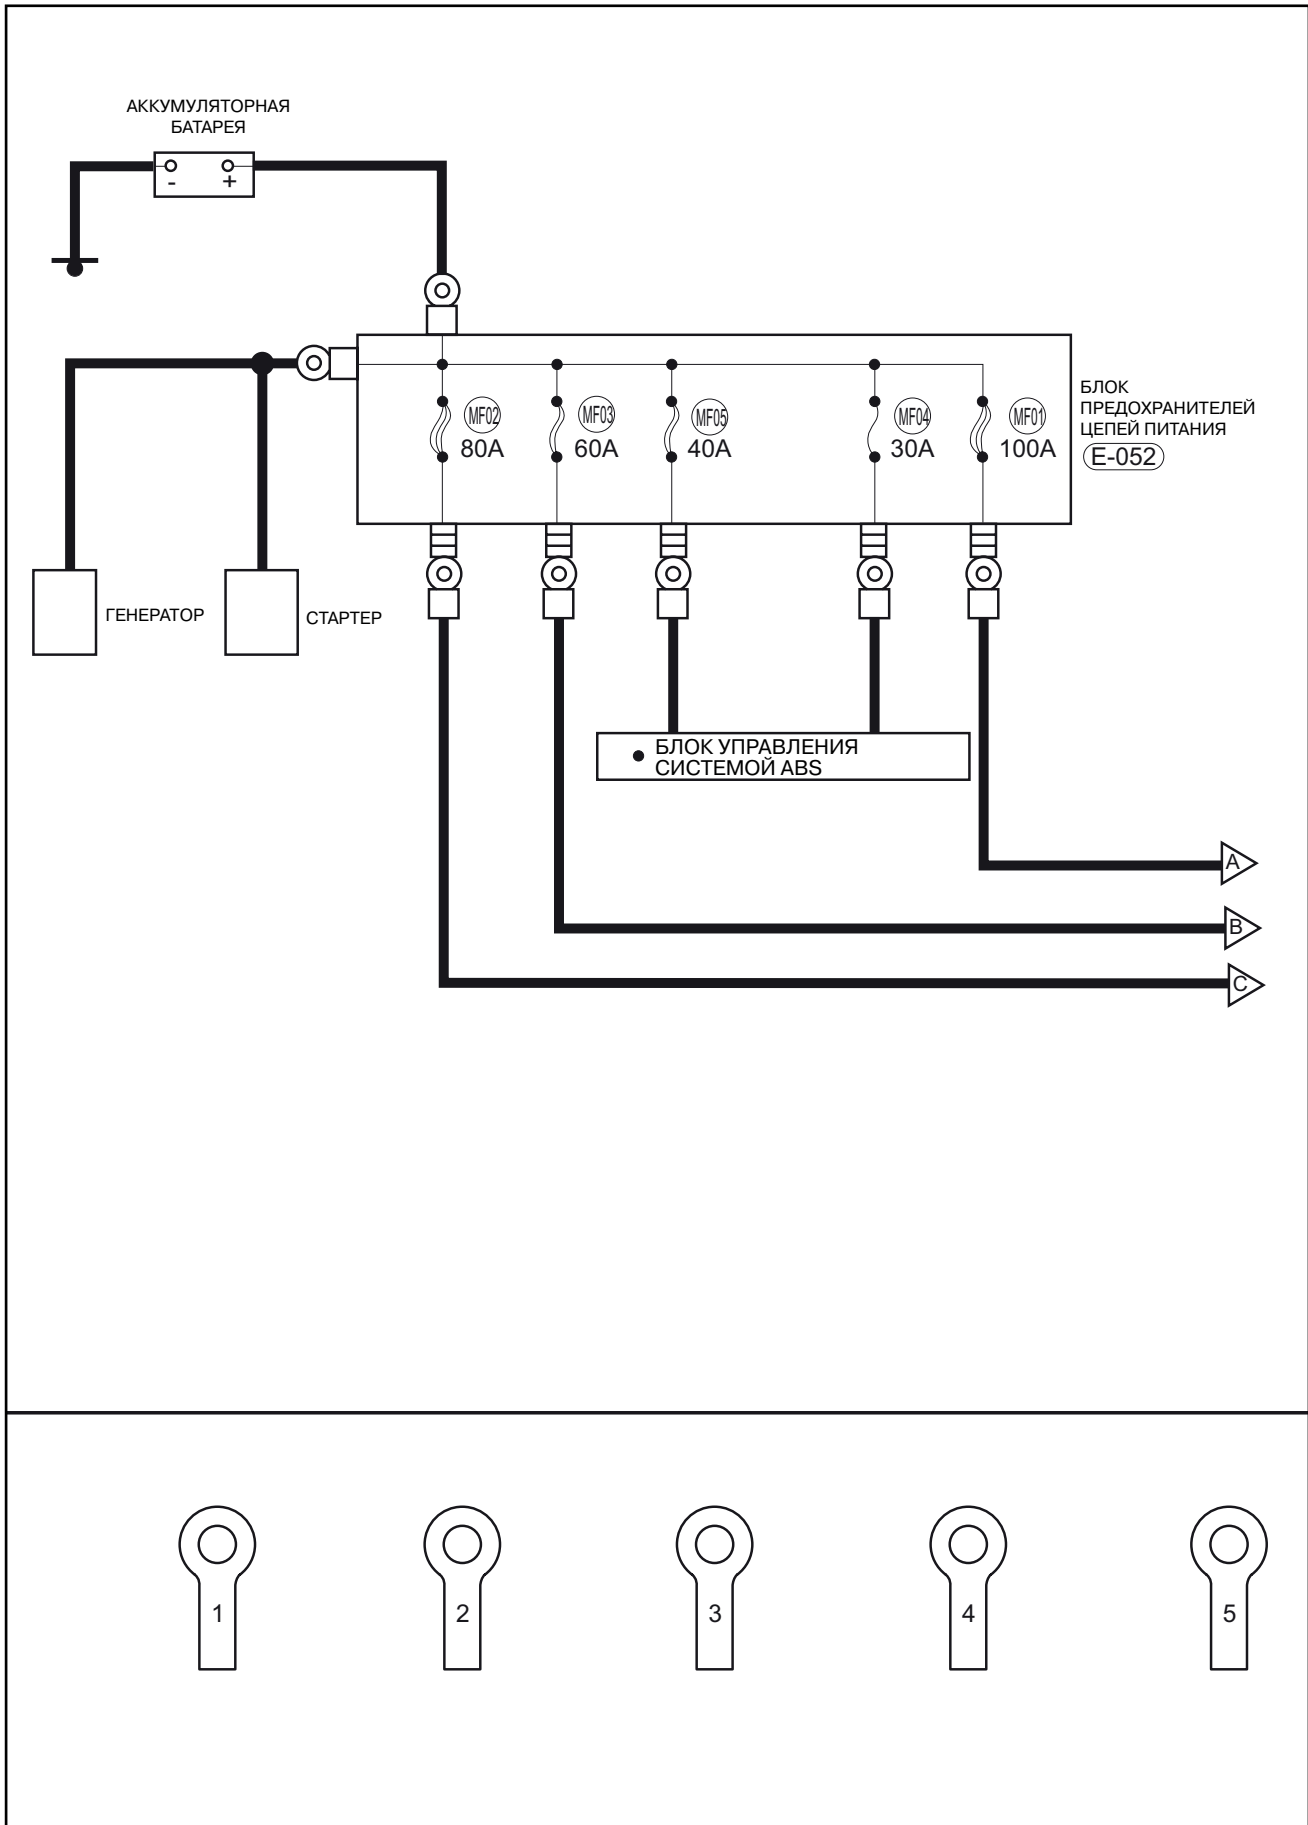 АККУМУЛЯТОРНАЯ
БАТАРЕЯ
- +
MF02
80A
MF03
60A
MF05
40A
MF04
30A
MF01
100A
БЛОК
ПРЕДОХРАНИТЕЛЕЙ
ЦЕПЕЙ ПИТАНИЯ
E-052
ГЕНЕРАТОР
СТАРТЕР
● БЛОК УПРАВЛЕНИЯ
СИСТЕМОЙ ABS
A
B
C
1 2 3 4 5